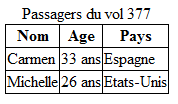 Passagers du vol 377
Nom Age Pays
Carmen 33 ans Espagne
Michelle 26 ans Etats-Unis